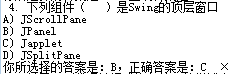 4. 下列组件（ ）是Swing的顶层窗口
A) JScrollPane
B) JPanel
C) Japplet
D) JSplitPane
你所选择的答案是：B，正确答案是：C ×